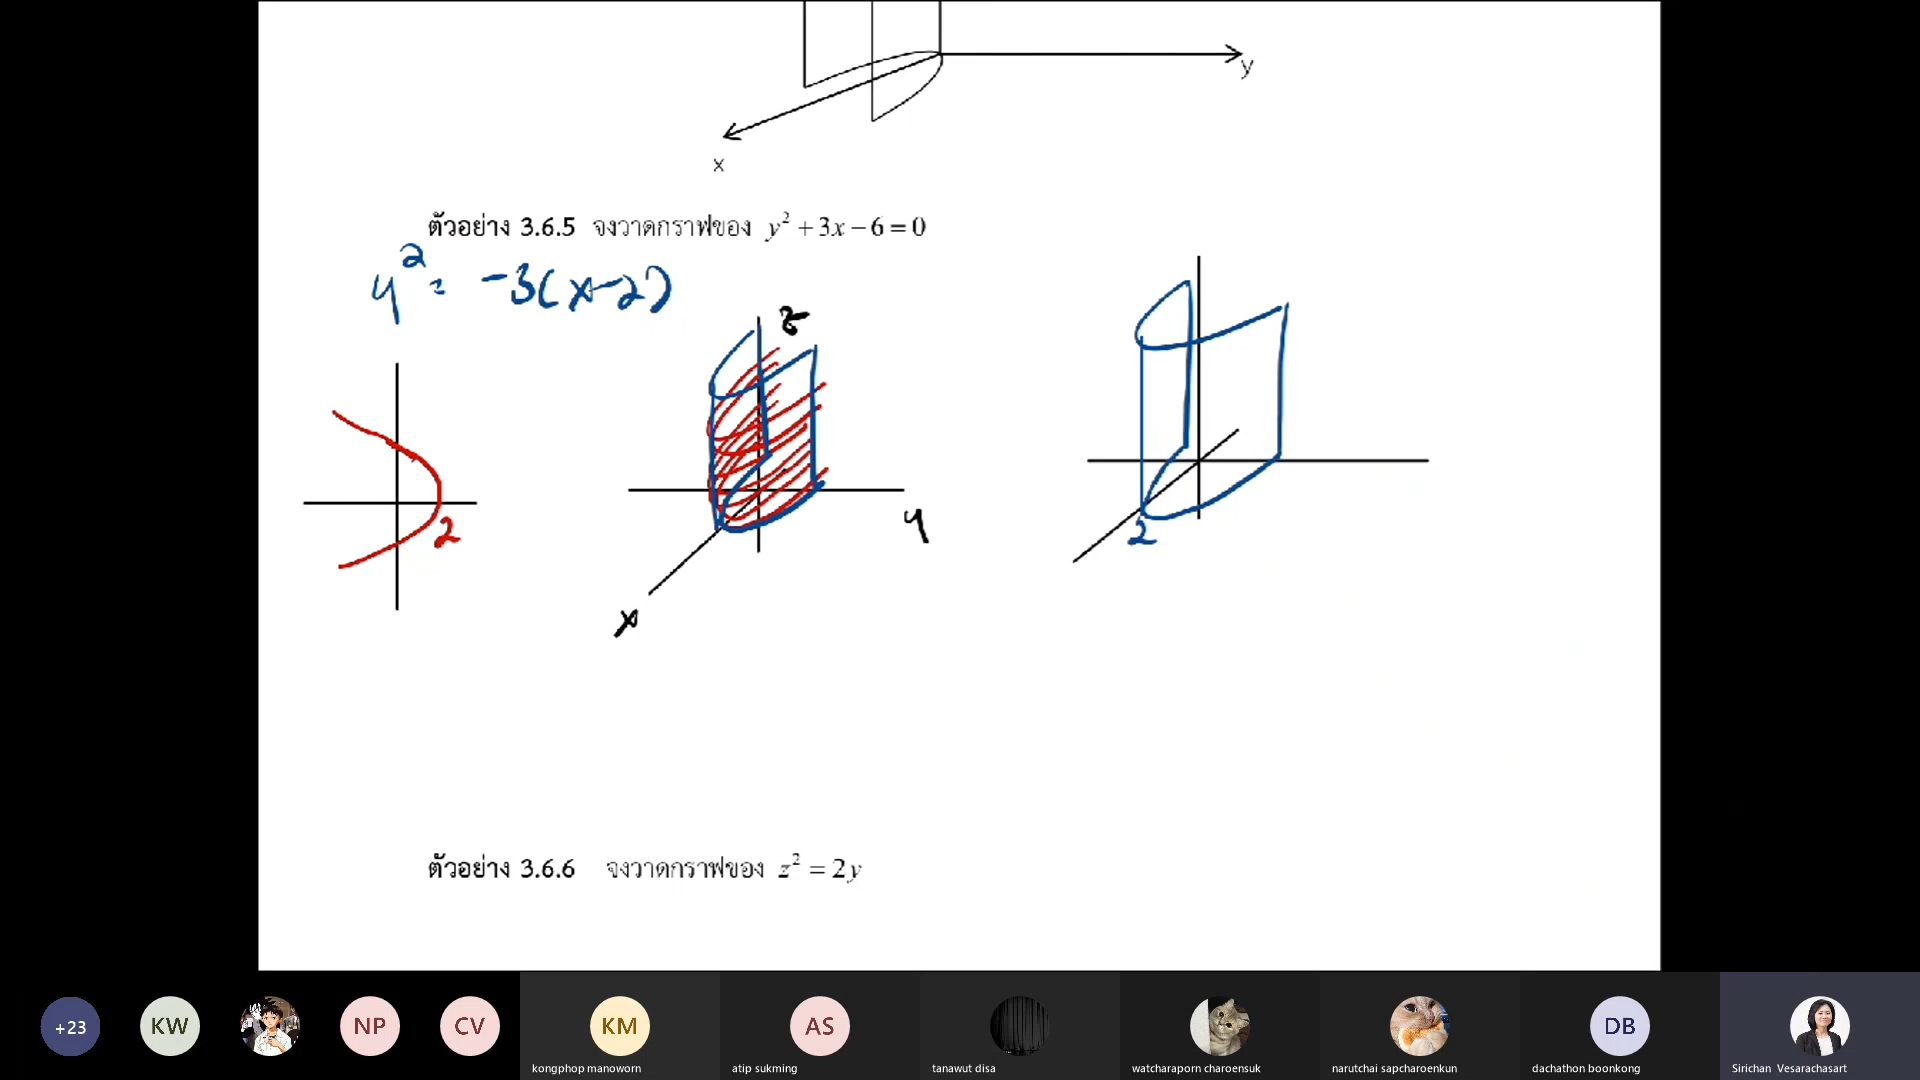 y
x
ตัวอย่าง 3.6.5 จงวาดกราฟของ y² + 3x − 6 = 0
y² = -3(x-2)
z
2
y
x
2
ตัวอย่าง 3.6.6 จงวาดกราฟของ z² = 2y
+23
KW
NP
CV
KM
AS
DB
kongphop manoworn
atip sukming
tanawut disa
watcharaporn charoensuk
narutchai sapcharoenkun
dachathon boonkong
Sirichan Vesarachasart